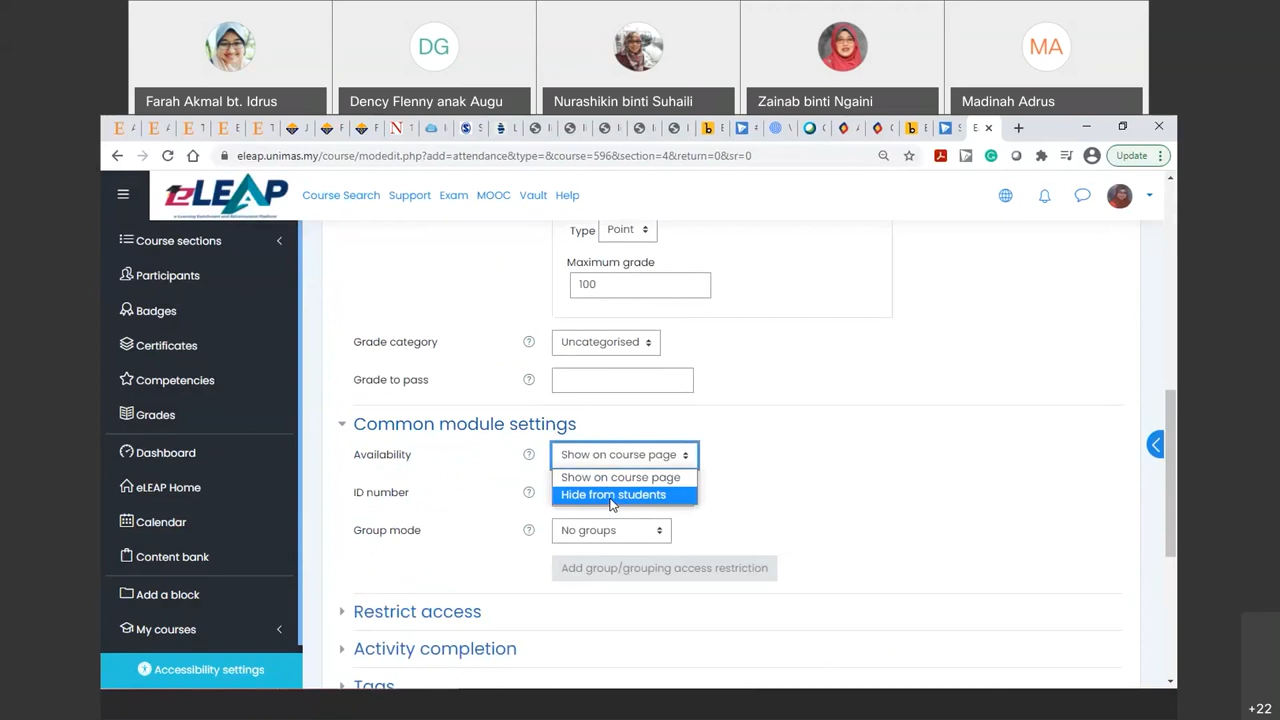 DG
MA
Farah Akmal bt. Idrus
Dency Flenny anak Augu
Nurashikin binti Suhaili
Zainab binti Ngaini
Madinah Adrus
eleap.unimas.my/course/modedit.php?add=attendance&type=&course=596&section=4&return=0&sr=0
Update
eLEAP
e-Learning Enrichment and Advancement Platform
Course Search
Support
Exam
MOOC
Vault
Help
Course sections
Participants
Badges
Certificates
Competencies
Grades
Dashboard
eLEAP Home
Calendar
Content bank
Add a block
My courses
Accessibility settings
Type
Point
Maximum grade
100
Grade category
Uncategorised
Grade to pass
Common module settings
Availability
Show on course page
Show on course page
Hide from students
ID number
Group mode
No groups
Add group/grouping access restriction
Restrict access
Activity completion
Tags
+22